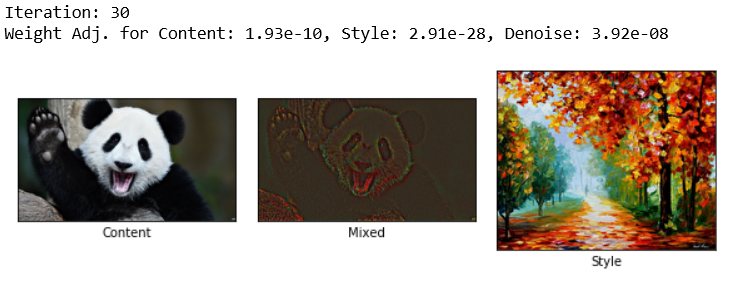 Iteration: 30
Weight Adj. for Content: 1.93e-10, Style: 2.91e-28, Denoise: 3.92e-08
Content
Mixed
Style